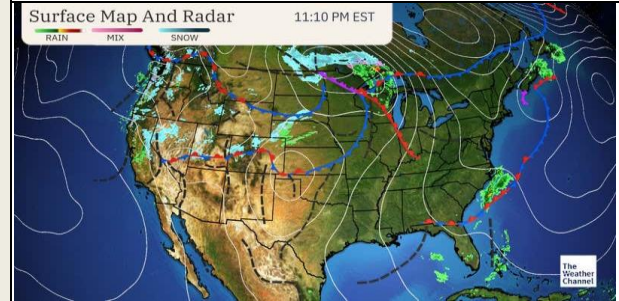 Surface Map And Radar
11:10 PM EST
RAIN
MIX
SNOW
The
Weather
Channel